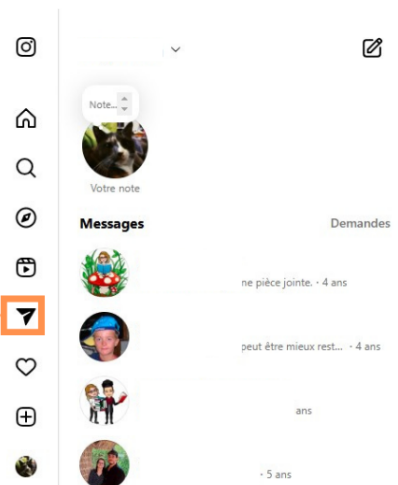 Note...
Votre note
Messages
Demandes
ne pièce jointe. · 4 ans
peut être mieux rest... · 4 ans
ans
· 5 ans